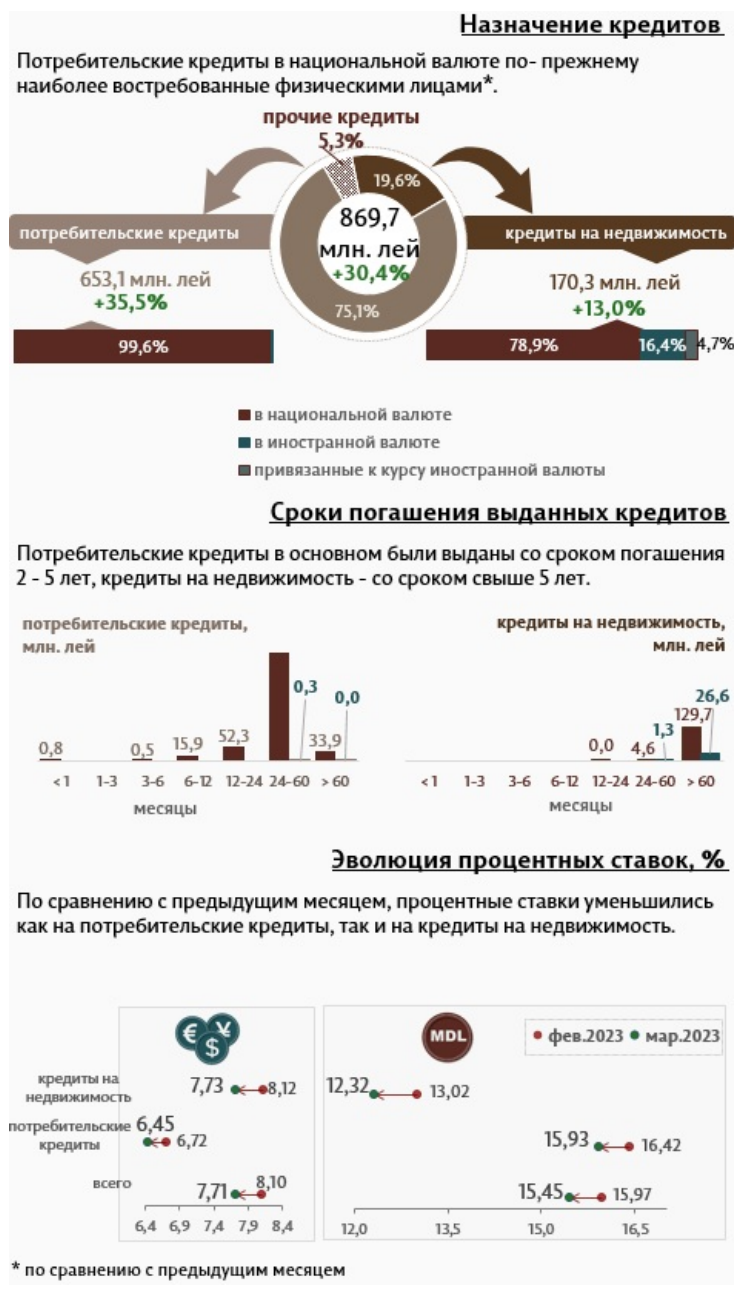 Назначение кредитов
Потребительские кредиты в национальной валюте по- прежнему
наиболее востребованные физическими лицами*.
прочие кредиты
5,3%
19,6%
869,7
млн. лей
+30,4%
75,1%
потребительские кредиты
653,1 млн. лей
+35,5%
99,6%
кредиты на недвижимость
170,3 млн. лей
+13,0%
78,9%
16,4%
4,7%
в национальной валюте
в иностранной валюте
привязанные к курсу иностранной валюты
Сроки погашения выданных кредитов
Потребительские кредиты в основном были выданы со сроком погашения
2 - 5 лет, кредиты на недвижимость - со сроком свыше 5 лет.
потребительские кредиты,
млн. лей
0,8
0,5
15,9
52,3
0,3
33,9
0,0
<1 1-3 3-6 6-12 12-24 24-60 >60
месяцы
кредиты на недвижимость,
млн. лей
0,0
4,6
1,3
129,7
26,6
<1 1-3 3-6 6-12 12-24 24-60 >60
месяцы
Эволюция процентных ставок, %
По сравнению с предыдущим месяцем, процентные ставки уменьшились
как на потребительские кредиты, так и на кредиты на недвижимость.
€ ¥ $
MDL
фев.2023 мар.2023
кредиты на
недвижимость
7,73 8,12
12,32 13,02
потребительские
кредиты
6,45
6,72
15,93 16,42
всего
7,71 8,10
15,45 15,97
6,4 6,9 7,4 7,9 8,4
12,0 13,5 15,0 16,5
* по сравнению с предыдущим месяцем